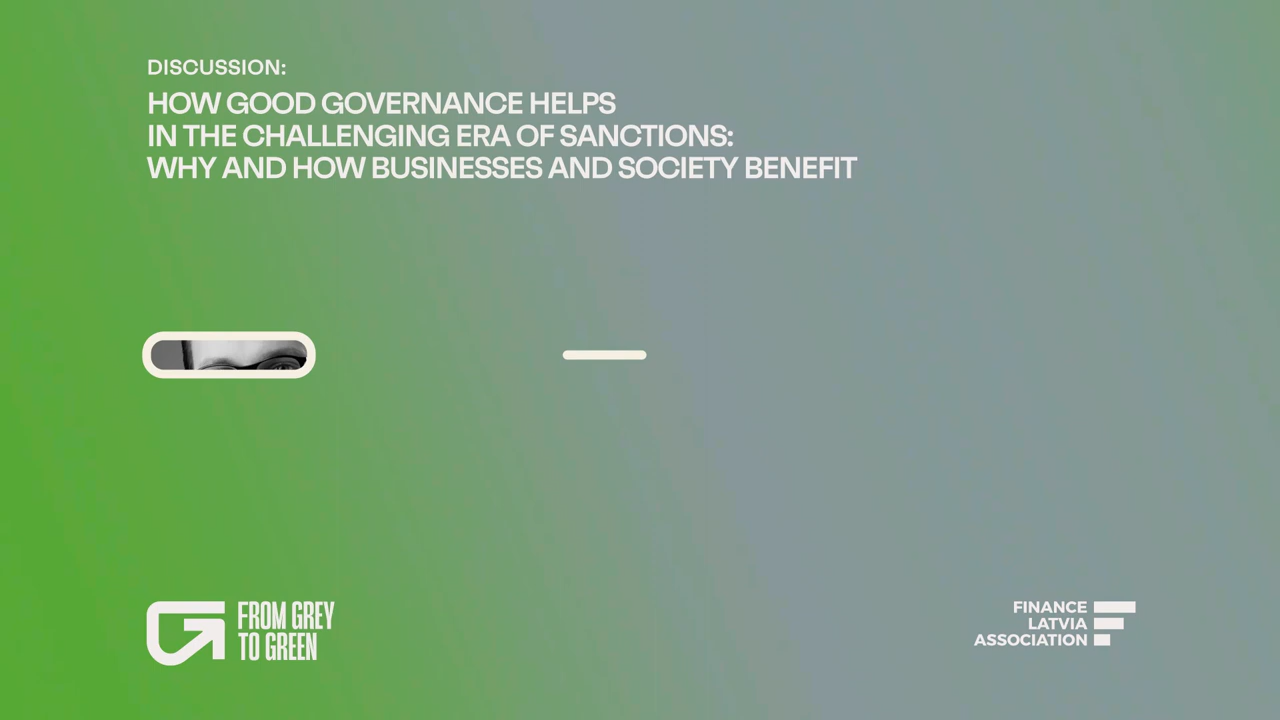 DISCUSSION:
HOW GOOD GOVERNANCE HELPS
IN THE CHALLENGING ERA OF SANCTIONS:
WHY AND HOW BUSINESSES AND SOCIETY BENEFIT
FROM GREY
TO GREEN
FINANCE
LATVIA
ASSOCIATION